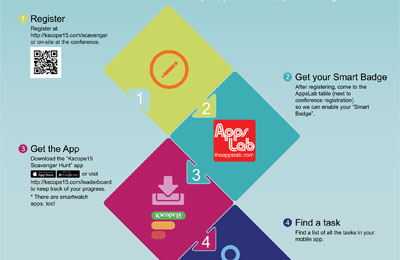 1 Register
Register at
http://kscope15.com/scavenger
or on-site at the conference.
1
2
2 Get your Smart Badge
After registering, come to the
AppsLab table (next to
conference registration)
so we can enable your "Smart
Badge".
Apps
Lab
theappslab.com
3 Get the App
Download the "Kscope15
Scavenger Hunt" app
or visit
http://kscope15.com/leaderboard
to keep track of your progress.
* There are smartwatch
apps, too!
3
Kscope15
4
4 Find a task
Find a list of all the tasks in your
mobile app.